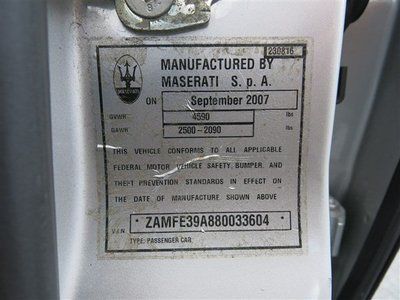 230816
MANUFACTURED BY
MASERATI S. p A.
MASERATI
ON September 2007
GVWR 4590 lbs
GAWR 2500-2090 lbs
THIS VEHICLE CONFORMS TO ALL APPLICABLE
FEDERAL MOTOR VEHICLE SAFETY, BUMPER, AND
THEFT PREVENTION STANDARDS IN EFFECT ON
THE DATE OF MANUFACTURE SHOWN ABOVE
V.I.N * ZAMFE39A880033604 *
TYPE: PASSENGER CAR